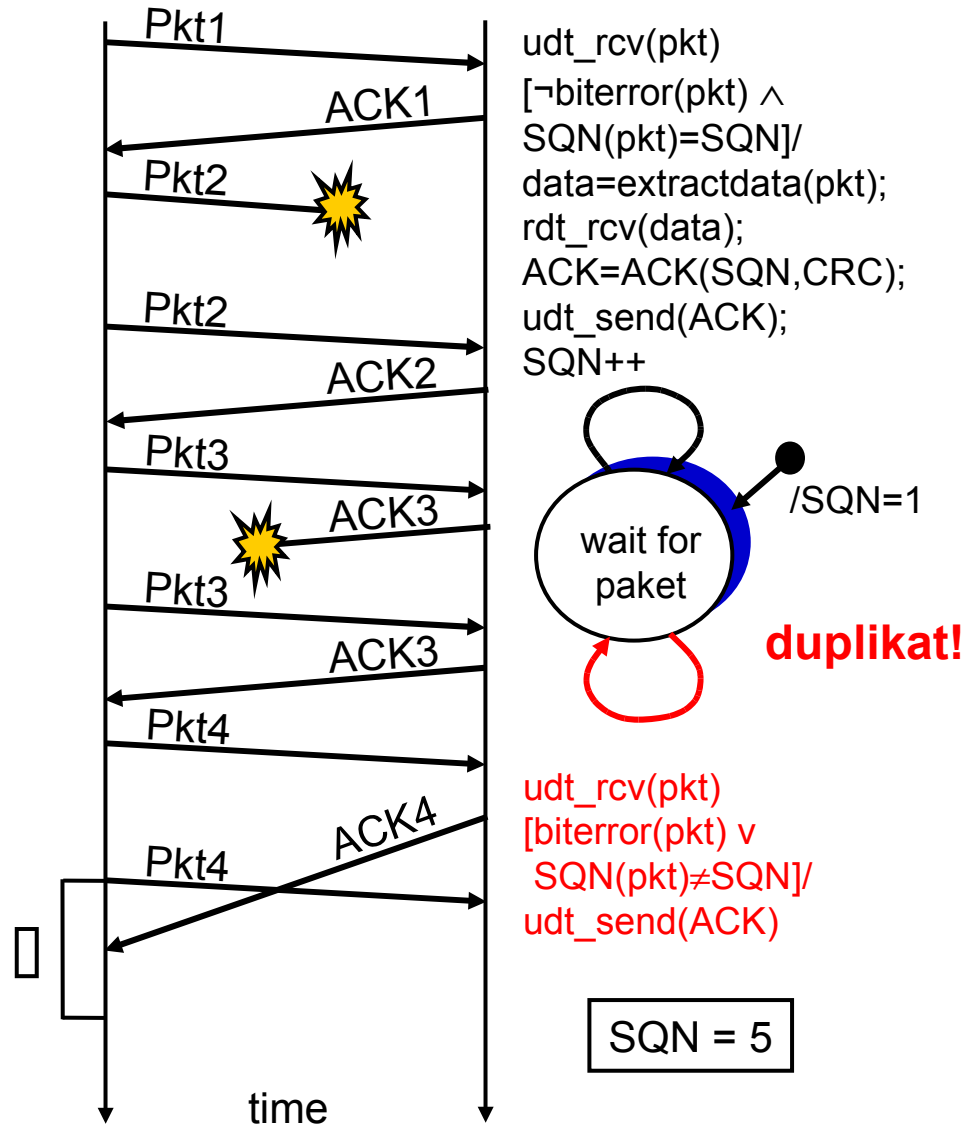 Pkt1
ACK1
Pkt2
Pkt2
ACK2
Pkt3
ACK3
Pkt3
ACK3
Pkt4
ACK4
Pkt4
time
udt_rcv(pkt)
[¬biterror(pkt) ∧
SQN(pkt)=SQN]/
data=extractdata(pkt);
rdt_rcv(data);
ACK=ACK(SQN,CRC);
udt_send(ACK);
SQN++
/SQN=1
wait for
paket
duplikat!
udt_rcv(pkt)
[biterror(pkt) v
SQN(pkt)≠SQN]/
udt_send(ACK)
SQN = 5